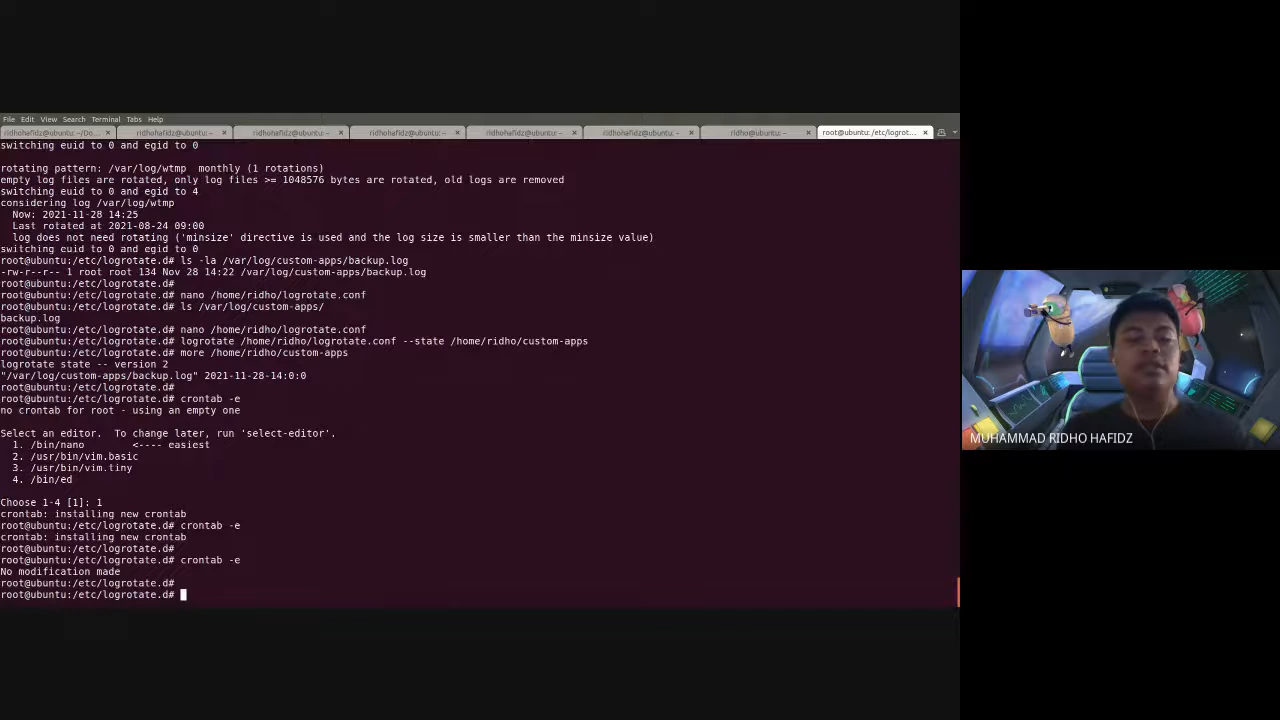 File Edit View Search Terminal Tabs Help
ridhohafidz@ubuntu: ~/Do... × ridhohafidz@ubuntu: ~ × ridhohafidz@ubuntu: ~ × ridhohafidz@ubuntu: ~ × ridhohafidz@ubuntu: ~ × ridhohafidz@ubuntu: ~ × ridho@ubuntu: ~ × root@ubuntu: /etc/logrot... ×
switching euid to 0 and egid to 0
rotating pattern: /var/log/wtmp  monthly (1 rotations)
empty log files are rotated, only log files >= 1048576 bytes are rotated, old logs are removed
switching euid to 0 and egid to 4
considering log /var/log/wtmp
  Now: 2021-11-28 14:25
  Last rotated at 2021-08-24 09:00
  log does not need rotating ('minsize' directive is used and the log size is smaller than the minsize value)
switching euid to 0 and egid to 0
root@ubuntu:/etc/logrotate.d# ls -la /var/log/custom-apps/backup.log
-rw-r--r-- 1 root root 134 Nov 28 14:22 /var/log/custom-apps/backup.log
root@ubuntu:/etc/logrotate.d#
root@ubuntu:/etc/logrotate.d# nano /home/ridho/logrotate.conf
root@ubuntu:/etc/logrotate.d# ls /var/log/custom-apps/
backup.log
root@ubuntu:/etc/logrotate.d# nano /home/ridho/logrotate.conf
root@ubuntu:/etc/logrotate.d# logrotate /home/ridho/logrotate.conf --state /home/ridho/custom-apps
root@ubuntu:/etc/logrotate.d# more /home/ridho/custom-apps
logrotate state -- version 2
"/var/log/custom-apps/backup.log" 2021-11-28-14:0:0
root@ubuntu:/etc/logrotate.d#
root@ubuntu:/etc/logrotate.d# crontab -e
no crontab for root - using an empty one
Select an editor.  To change later, run 'select-editor'.
  1. /bin/nano        <---- easiest
  2. /usr/bin/vim.basic
  3. /usr/bin/vim.tiny
  4. /bin/ed
Choose 1-4 [1]: 1
crontab: installing new crontab
root@ubuntu:/etc/logrotate.d# crontab -e
crontab: installing new crontab
root@ubuntu:/etc/logrotate.d#
root@ubuntu:/etc/logrotate.d# crontab -e
No modification made
root@ubuntu:/etc/logrotate.d#
root@ubuntu:/etc/logrotate.d#
MUHAMMAD RIDHO HAFIDZ